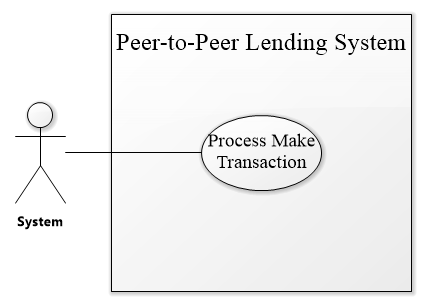 Peer-to-Peer Lending System
Process Make
Transaction
System